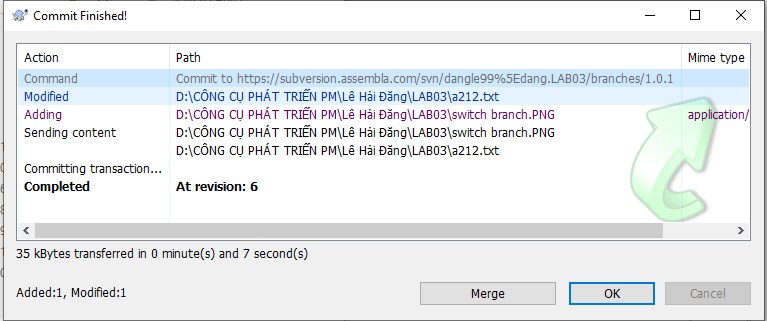 Commit Finished!
Action Path Mime type
Command Commit to https://subversion.assembla.com/svn/dangle99%5Edang.LAB03/branches/1.0.1
Modified D:\CÔNG CỤ PHÁT TRIỂN PM\Lê Hải Đăng\LAB03\a212.txt
Adding D:\CÔNG CỤ PHÁT TRIỂN PM\Lê Hải Đăng\LAB03\switch branch.PNG application/
Sending content D:\CÔNG CỤ PHÁT TRIỂN PM\Lê Hải Đăng\LAB03\switch branch.PNG
D:\CÔNG CỤ PHÁT TRIỂN PM\Lê Hải Đăng\LAB03\a212.txt
Committing transaction...
Completed At revision: 6
35 kBytes transferred in 0 minute(s) and 7 second(s)
Added:1, Modified:1 Merge OK Cancel